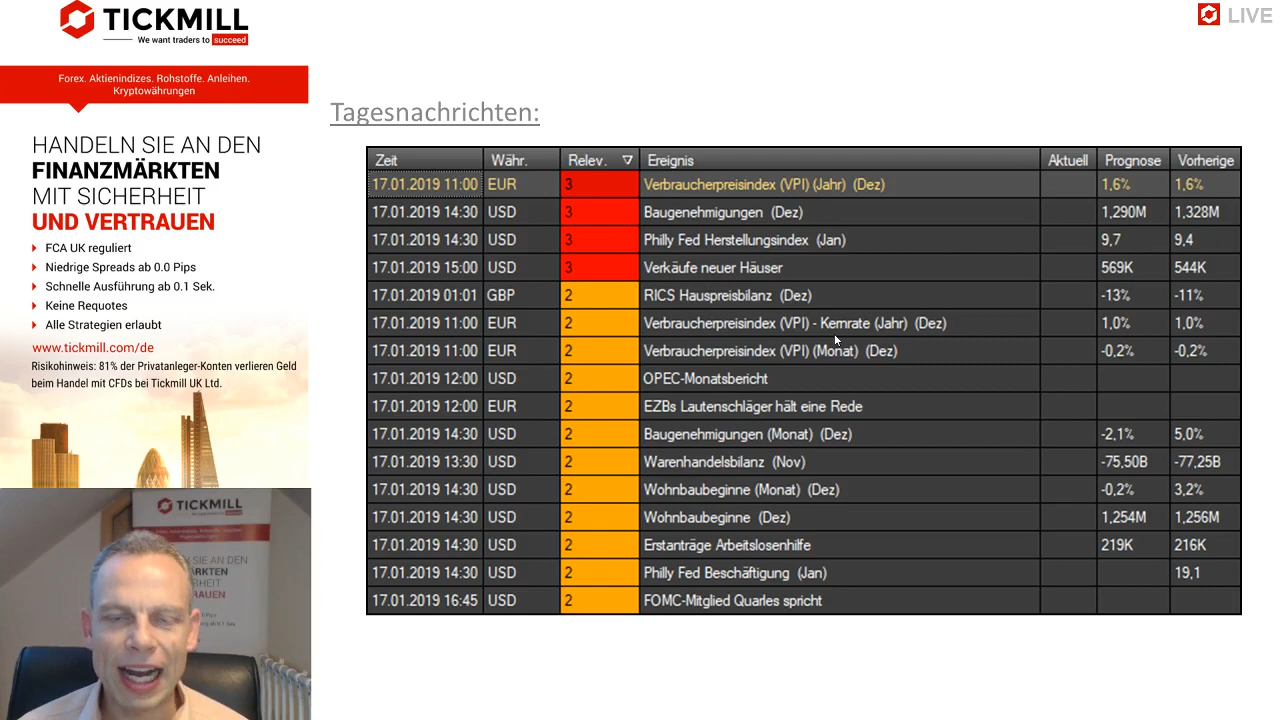 TICKMILL
We want traders to succeed
LIVE
Forex. Aktienindizes. Rohstoffe. Anleihen.
Kryptowährungen
HANDELN SIE AN DEN
FINANZMÄRKTEN
MIT SICHERHEIT
UND VERTRAUEN
FCA UK reguliert
Niedrige Spreads ab 0.0 Pips
Schnelle Ausführung ab 0.1 Sek.
Keine Requotes
Alle Strategien erlaubt
www.tickmill.com/de
Risikohinweis: 81% der Privatanleger-Konten verlieren Geld
beim Handel mit CFDs bei Tickmill UK Ltd.
Tagesnachrichten:
Zeit Währ. Relev. Ereignis Aktuell Prognose Vorherige
17.01.2019 11:00 EUR 3 Verbraucherpreisindex (VPI) (Jahr) (Dez) 1,6% 1,6%
17.01.2019 14:30 USD 3 Baugenehmigungen (Dez) 1,290M 1,328M
17.01.2019 14:30 USD 3 Philly Fed Herstellungsindex (Jan) 9,7 9,4
17.01.2019 15:00 USD 3 Verkäufe neuer Häuser 569K 544K
17.01.2019 01:01 GBP 2 RICS Hauspreisbilanz (Dez) -13% -11%
17.01.2019 11:00 EUR 2 Verbraucherpreisindex (VPI) - Kernrate (Jahr) (Dez) 1,0% 1,0%
17.01.2019 11:00 EUR 2 Verbraucherpreisindex (VPI) (Monat) (Dez) -0,2% -0,2%
17.01.2019 12:00 USD 2 OPEC-Monatsbericht
17.01.2019 12:00 EUR 2 EZBs Lautenschläger hält eine Rede
17.01.2019 14:30 USD 2 Baugenehmigungen (Monat) (Dez) -2,1% 5,0%
17.01.2019 13:30 USD 2 Warenhandelsbilanz (Nov) -75,50B -77,25B
17.01.2019 14:30 USD 2 Wohnbaubeginne (Monat) (Dez) -0,2% 3,2%
17.01.2019 14:30 USD 2 Wohnbaubeginne (Dez) 1,254M 1,256M
17.01.2019 14:30 USD 2 Erstanträge Arbeitslosenhilfe 219K 216K
17.01.2019 14:30 USD 2 Philly Fed Beschäftigung (Jan) 19,1
17.01.2019 16:45 USD 2 FOMC-Mitglied Quarles spricht
TICKMILL
SIE AN DEN
RKTEN
HEIT
RAUEN